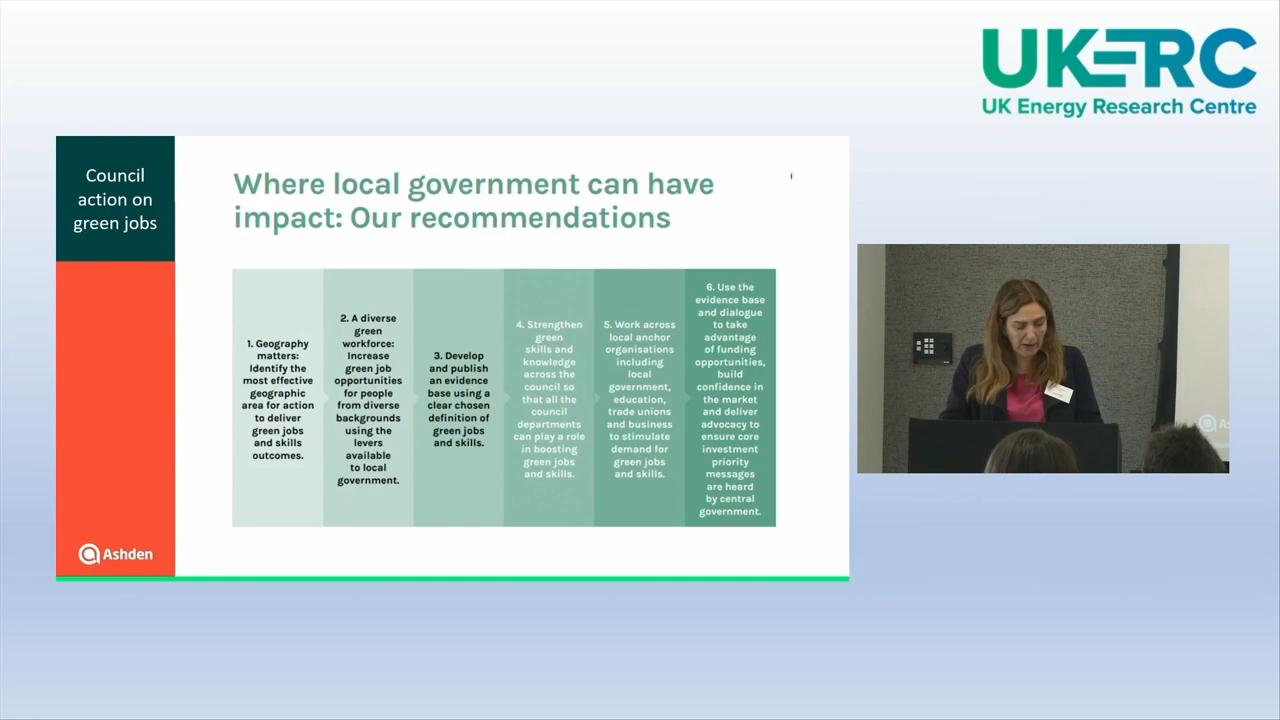 UKERC
UK Energy Research Centre
Council
action on
green jobs
Where local government can have
impact: Our recommendations
1. Geography
matters:
Identify the
most effective
geographic
area for action
to deliver
green jobs
and skills
outcomes.
2. A diverse
green
workforce:
Increase
green job
opportunities
for people
from diverse
backgrounds
using the
levers
available
to local
government.
3. Develop
and publish
an evidence
base using a
clear chosen
definition of
green jobs
and skills.
4. Strengthen
green
skills and
knowledge
across the
council so
that all the
council
departments
can play a role
in boosting
green jobs
and skills.
5. Work across
local anchor
organisations
including
local
government,
education,
trade unions
and business
to stimulate
demand for
green jobs
and skills.
6. Use the
evidence base
and dialogue
to take
advantage
of funding
opportunities,
build
confidence in
the market
and deliver
advocacy to
ensure core
investment
priority
messages
are heard
by central
government.
Ashden